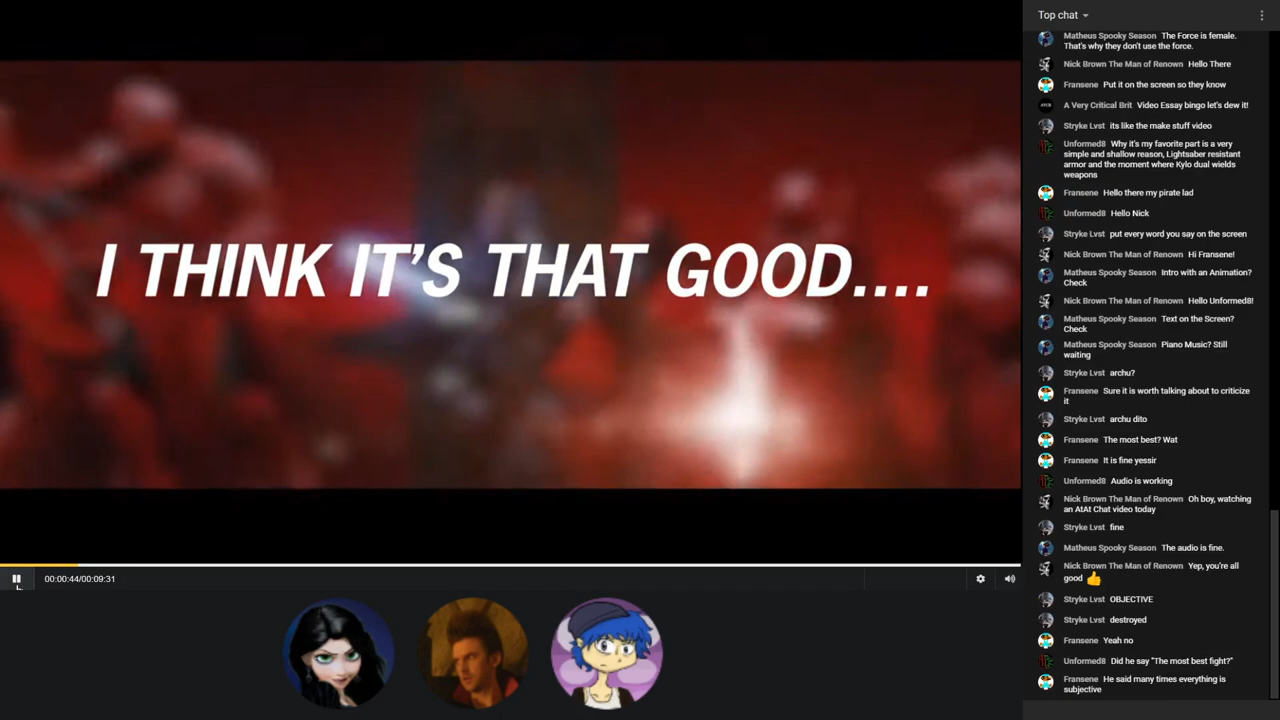 Top chat
Matheus Spooky Season The Force is female.
That's why they don't use the force.
Nick Brown The Man of Renown Hello There
Fransene Put it on the screen so they know
A Very Critical Brit Video Essay bingo let's dew it!
Stryke Lvst its like the make stuff video
Unformed8 Why it's my favorite part is a very
simple and shallow reason, Lightsaber resistant
armor and the moment where Kylo dual wields
weapons
Fransene Hello there my pirate lad
Unformed8 Hello Nick
Stryke Lvst put every word you say on the screen
Nick Brown The Man of Renown Hi Fransene!
Matheus Spooky Season Intro with an Animation?
Check
Nick Brown The Man of Renown Hello Unformed8!
Matheus Spooky Season Text on the Screen?
Check
Matheus Spooky Season Piano Music? Still
waiting
Stryke Lvst archu?
Fransene Sure it is worth talking about to criticize
it
Stryke Lvst archu dito
Fransene The most best? Wat
Fransene It is fine yessir
Unformed8 Audio is working
Nick Brown The Man of Renown Oh boy, watching
an AtAt Chat video today
Stryke Lvst fine
Matheus Spooky Season The audio is fine.
Nick Brown The Man of Renown Yep, you're all
good 👍
Stryke Lvst OBJECTIVE
Stryke Lvst destroyed
Fransene Yeah no
Unformed8 Did he say "The most best fight?"
Fransene He said many times everything is
subjective
I THINK IT'S THAT GOOD....
00:00:44/00:09:31